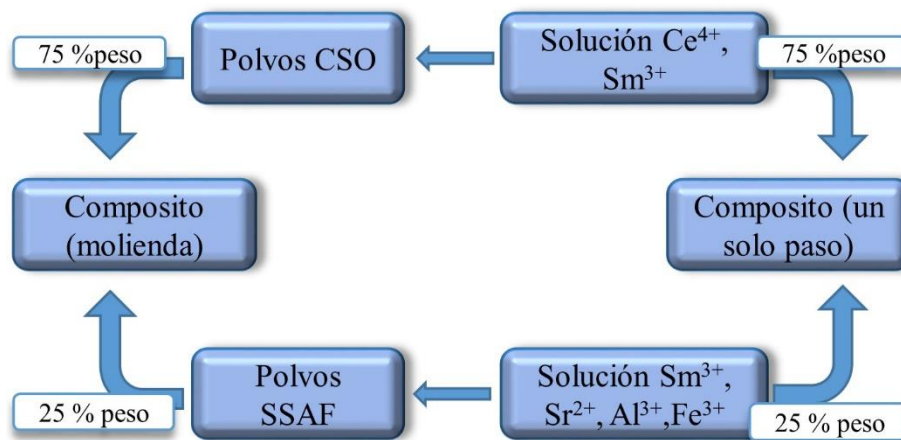 75 %peso
Polvos CSO
Solución Ce⁴⁺,
Sm³⁺
75 %peso
Composito
(molienda)
Composito (un
solo paso)
25 % peso
Polvos
SSAF
Solución Sm³⁺,
Sr²⁺, Al³⁺,Fe³⁺
25 % peso